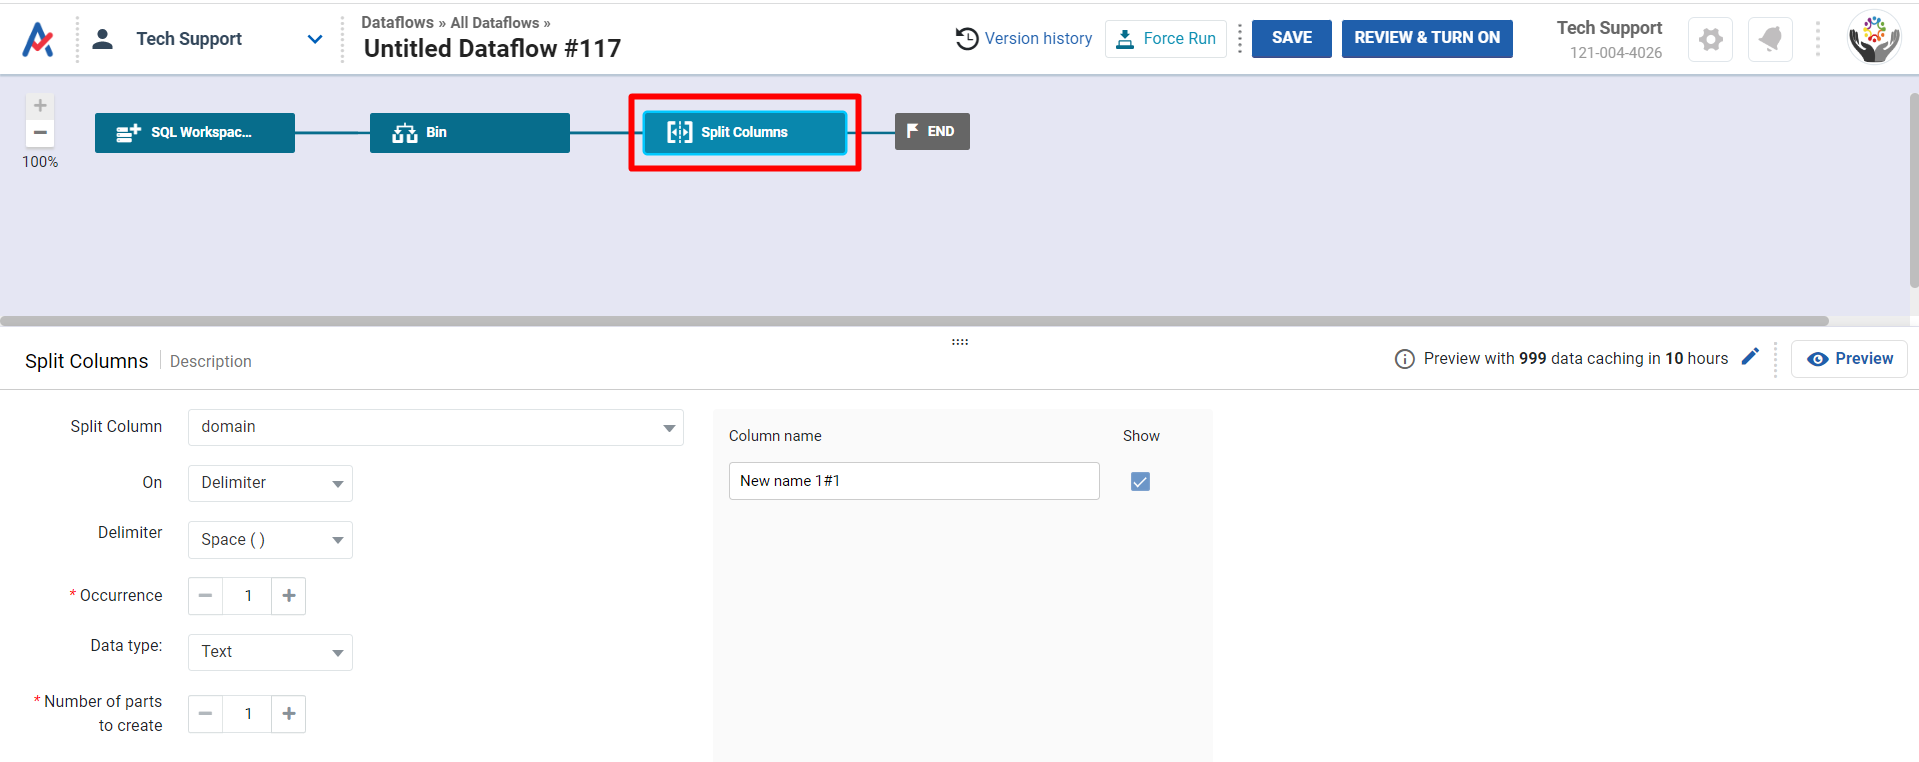 Tech Support
Dataflows » All Dataflows »
Untitled Dataflow #117
Version history
Force Run
SAVE
REVIEW & TURN ON
Tech Support
121-004-4026
100%
SQL Workspac...
Bin
Split Columns
END
Split Columns
Description
Preview with 999 data caching in 10 hours
Preview
Split Column
domain
On
Delimiter
Delimiter
Space ( )
* Occurrence
1
Data type:
Text
* Number of parts
to create
1
Column name
Show
New name 1#1